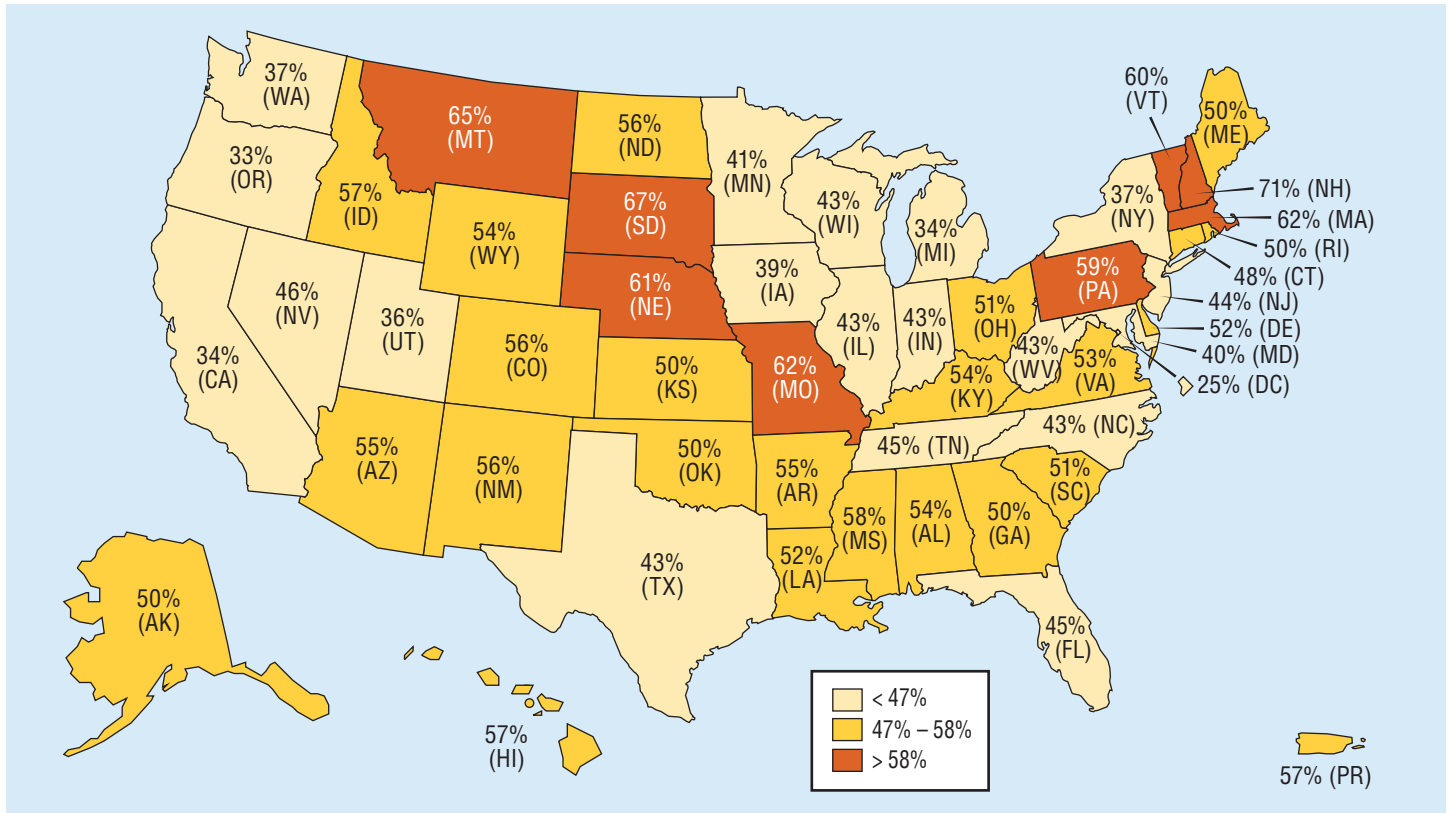 37%
(WA)
33%
(OR)
34%
(CA)
46%
(NV)
57%
(ID)
65%
(MT)
54%
(WY)
36%
(UT)
56%
(CO)
55%
(AZ)
56%
(NM)
56%
(ND)
67%
(SD)
61%
(NE)
50%
(KS)
50%
(OK)
43%
(TX)
41%
(MN)
39%
(IA)
62%
(MO)
55%
(AR)
52%
(LA)
43%
(WI)
43%
(IL)
34%
(MI)
43%
(IN)
51%
(OH)
54%
(KY)
45% (TN)
58%
(MS)
54%
(AL)
50%
(GA)
45%
(FL)
51%
(SC)
43% (NC)
53%
(VA)
43%
(WV)
59%
(PA)
37%
(NY)
60%
(VT)
50%
(ME)
71% (NH)
62% (MA)
50% (RI)
48% (CT)
44% (NJ)
52% (DE)
40% (MD)
25% (DC)
50%
(AK)
57%
(HI)
57% (PR)
< 47%
47% – 58%
> 58%